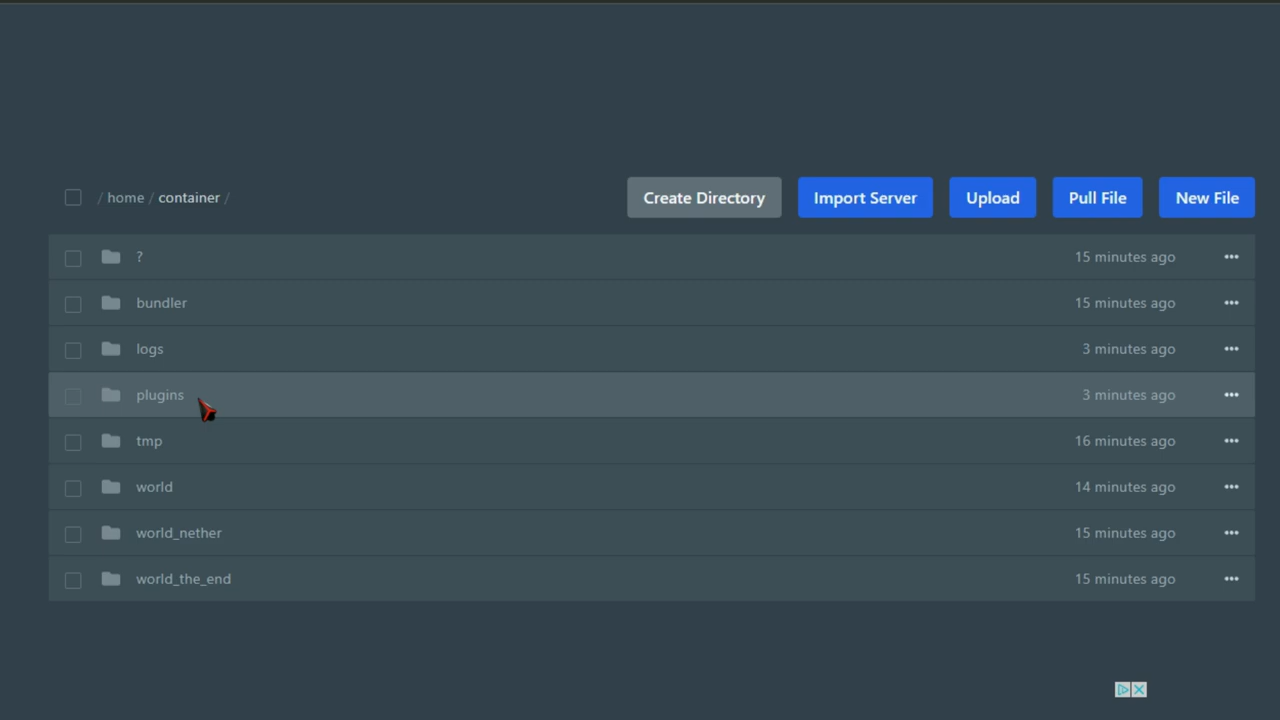 / home / container /
Create Directory
Import Server
Upload
Pull File
New File
? 15 minutes ago
bundler 15 minutes ago
logs 3 minutes ago
plugins 3 minutes ago
tmp 16 minutes ago
world 14 minutes ago
world_nether 15 minutes ago
world_the_end 15 minutes ago